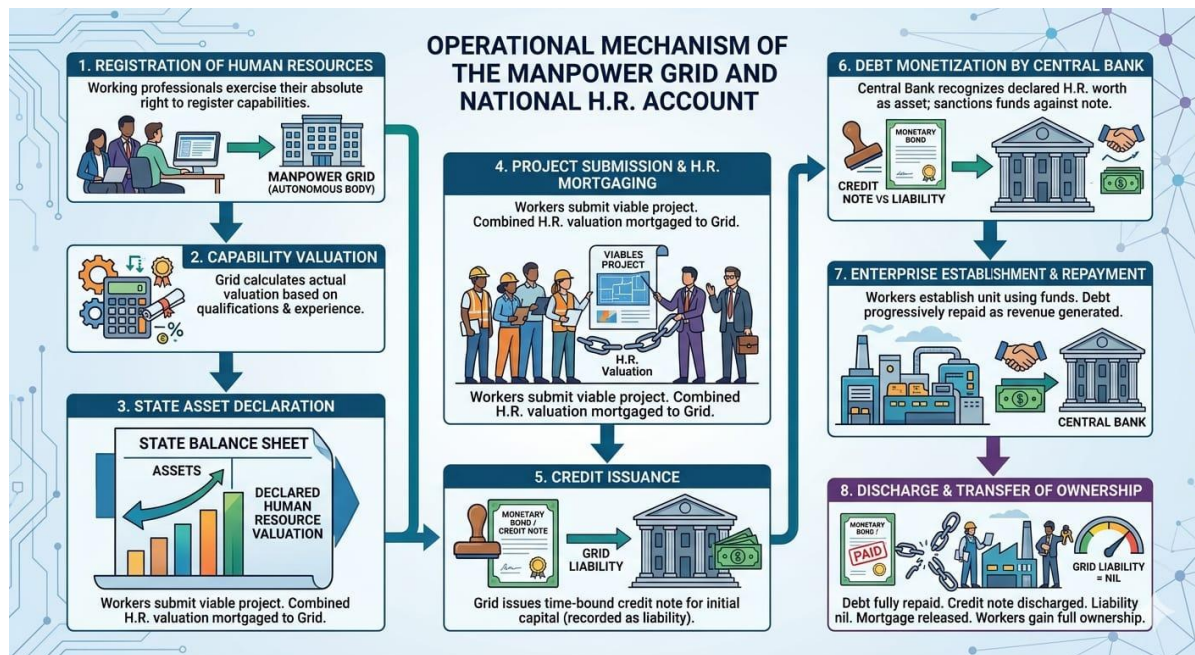 OPERATIONAL MECHANISM OF
THE MANPOWER GRID AND
NATIONAL H.R. ACCOUNT
1. REGISTRATION OF HUMAN RESOURCES
Working professionals exercise their absolute
right to register capabilities.
MANPOWER GRID
(AUTONOMOUS BODY)
2. CAPABILITY VALUATION
Grid calculates actual
valuation based on
qualifications & experience.
0
-%
$
3. STATE ASSET DECLARATION
STATE BALANCE SHEET
ASSETS
DECLARED
HUMAN
RESOURCE
VALUATION
Workers submit viable project. Combined
H.R. valuation mortgaged to Grid.
4. PROJECT SUBMISSION & H.R.
MORTGAGING
Workers submit viable project.
Combined H.R. valuation mortgaged to Grid.
VIABLES
PROJECT
H.R.
Valuation
Workers submit viable project. Combined
H.R. valuation mortgaged to Grid.
5. CREDIT ISSUANCE
MONETARY
BOND /
CREDIT NOTE
GRID
LIABILITY
$
Grid issues time-bound credit note for initial
capital (recorded as liability).
6. DEBT MONETIZATION BY CENTRAL BANK
Central Bank recognizes declared H.R. worth
as asset; sanctions funds against note.
MONETARY
BOND
CREDIT
NOTE VS LIABILITY
$
7. ENTERPRISE ESTABLISHMENT & REPAYMENT
Workers establish unit using funds. Debt
progressively repaid as revenue generated.
$
CENTRAL BANK
8. DISCHARGE & TRANSFER OF OWNERSHIP
MONETARY
BOND /
PAID
GRID LIABILITY
= NIL
Debt fully repaid. Credit note discharged. Liability
nil. Mortgage released. Workers gain full ownership.